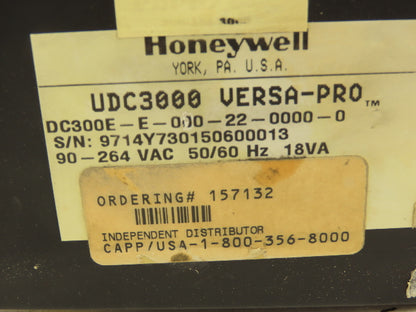 Honeywell
YORK, PA. U.S.A.
UDC3000 VERSA-PRO™
DC300E-E-000-22-0000-0
S/N: 9714Y730150600013
90-264 VAC 50/60 Hz 18VA
ORDERING# 157132
INDEPENDENT DISTRIBUTOR
CAPP/USA-1-800-356-8000